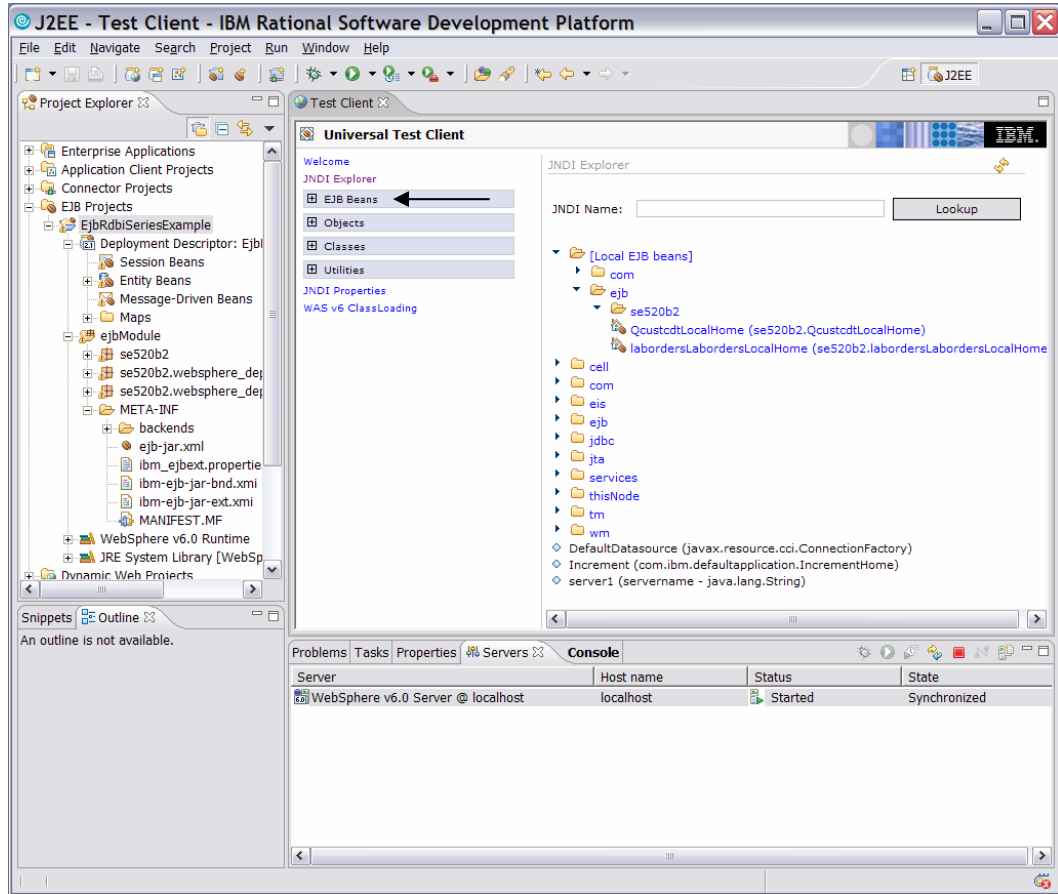 J2EE - Test Client - IBM Rational Software Development Platform
File Edit Navigate Search Project Run Window Help
J2EE
Project Explorer
Enterprise Applications
Application Client Projects
Connector Projects
EJB Projects
EjbRdbiSeriesExample
Deployment Descriptor: EjbI
Session Beans
Entity Beans
Message-Driven Beans
Maps
ejbModule
se520b2
se520b2.websphere_dep
se520b2.websphere_dep
META-INF
backends
ejb-jar.xml
ibm_ejbext.propertie
ibm-ejb-jar-bnd.xmi
ibm-ejb-jar-ext.xmi
MANIFEST.MF
WebSphere v6.0 Runtime
JRE System Library [WebSp
Dynamic Web Projects
Snippets Outline
An outline is not available.
Test Client
Universal Test Client
IBM.
Welcome
JNDI Explorer
EJB Beans
Objects
Classes
Utilities
JNDI Properties
WAS v6 ClassLoading
JNDI Explorer
JNDI Name: Lookup
[Local EJB beans]
com
ejb
se520b2
QcustcdtLocalHome (se520b2.QcustcdtLocalHome)
labordersLabordersLocalHome (se520b2.labordersLabordersLocalHome
cell
com
eis
ejb
jdbc
jta
services
thisNode
tm
wm
DefaultDatasource (javax.resource.cci.ConnectionFactory)
Increment (com.ibm.defaultapplication.IncrementHome)
server1 (servername - java.lang.String)
Problems Tasks Properties Servers Console
Server Host name Status State
WebSphere v6.0 Server @ localhost localhost Started Synchronized